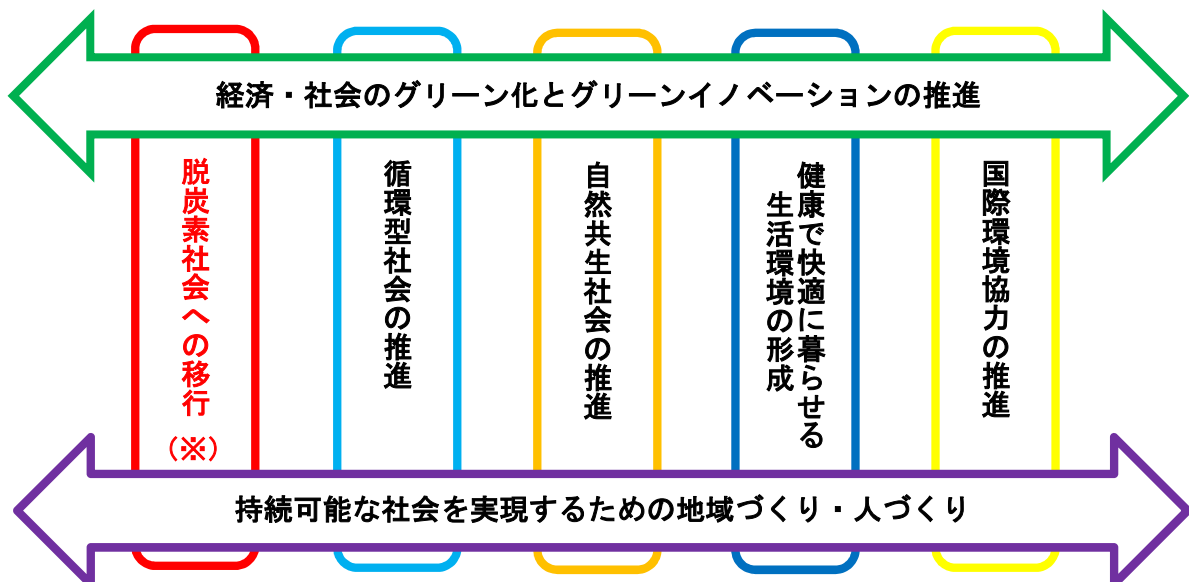 経済・社会のグリーン化とグリーンイノベーションの推進
脱炭素社会への移行
(※)
循環型社会の推進
自然共生社会の推進
健康で快適に暮らせる
生活環境の形成
国際環境協力の推進
持続可能な社会を実現するための地域づくり・人づくり